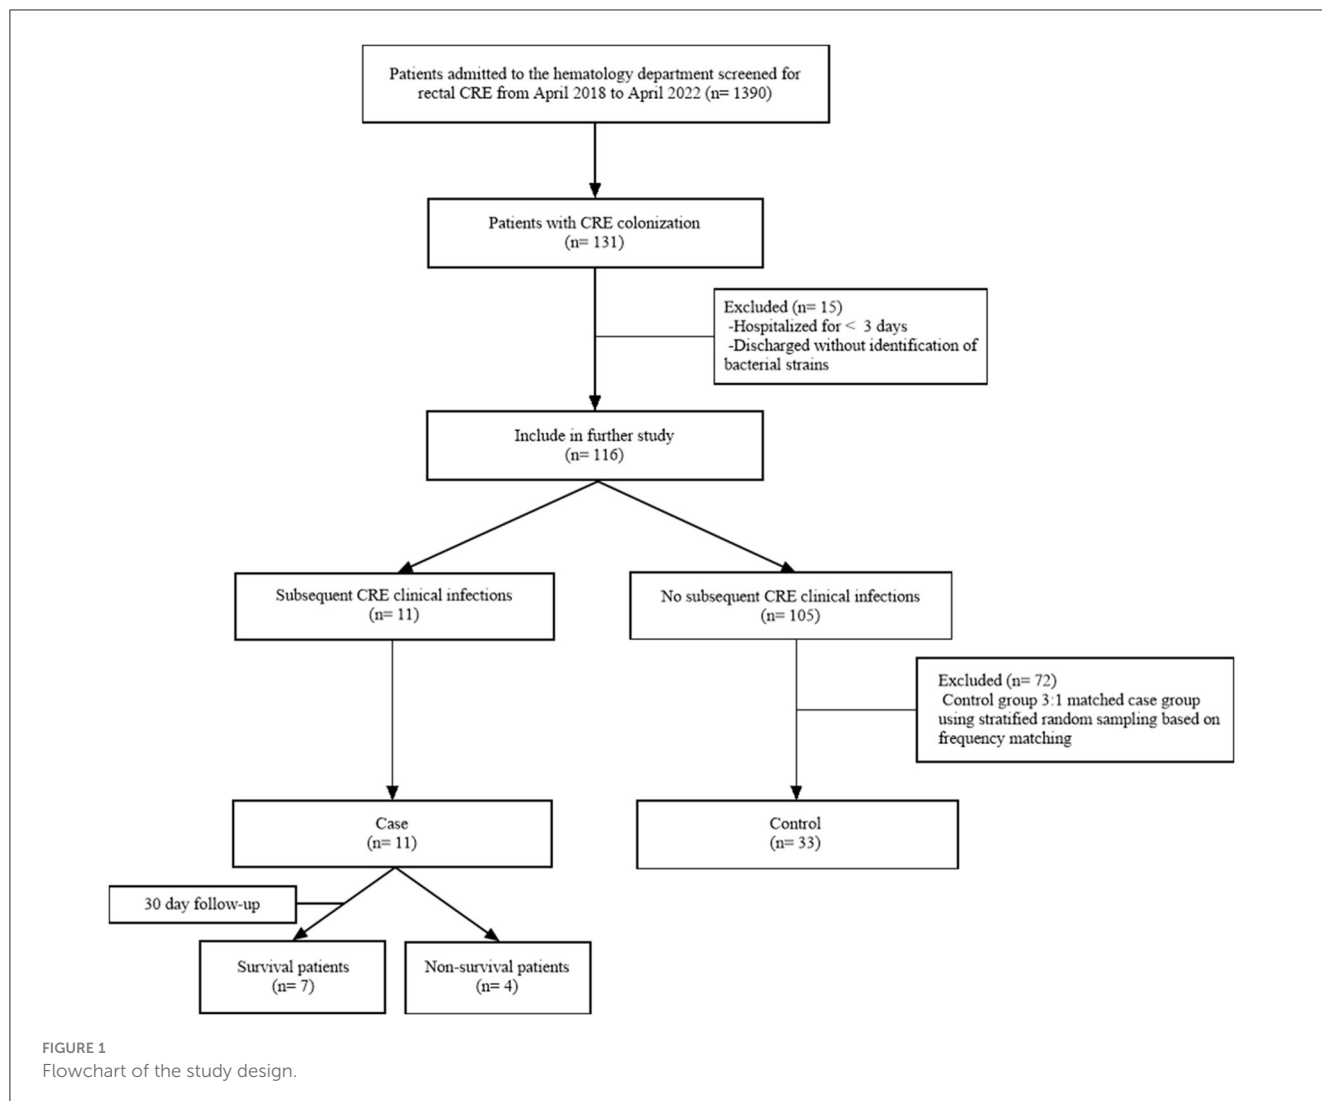 Patients admitted to the hematology department screened for
rectal CRE from April 2018 to April 2022 (n= 1390)
Patients with CRE colonization
(n= 131)
Excluded (n= 15)
-Hospitalized for < 3 days
-Discharged without identification of
bacterial strains
Include in further study
(n= 116)
Subsequent CRE clinical infections
(n= 11)
No subsequent CRE clinical infections
(n= 105)
Excluded (n= 72)
Control group 3:1 matched case group
using stratified random sampling based on
frequency matching
Case
(n= 11)
Control
(n= 33)
30 day follow-up
Survival patients
(n= 7)
Non-survival patients
(n= 4)
FIGURE 1
Flowchart of the study design.